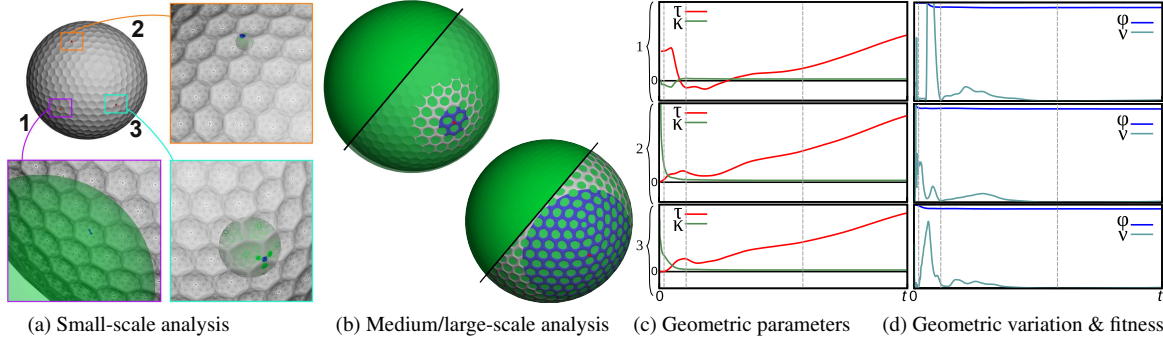 2
1
3
(a) Small-scale analysis
(b) Medium/large-scale analysis
τ
κ
1
0
τ
κ
2
0
τ
κ
3
0
0
t
(c) Geometric parameters
φ
ν
φ
ν
φ
ν
0
t
(d) Geometric variation & fitness